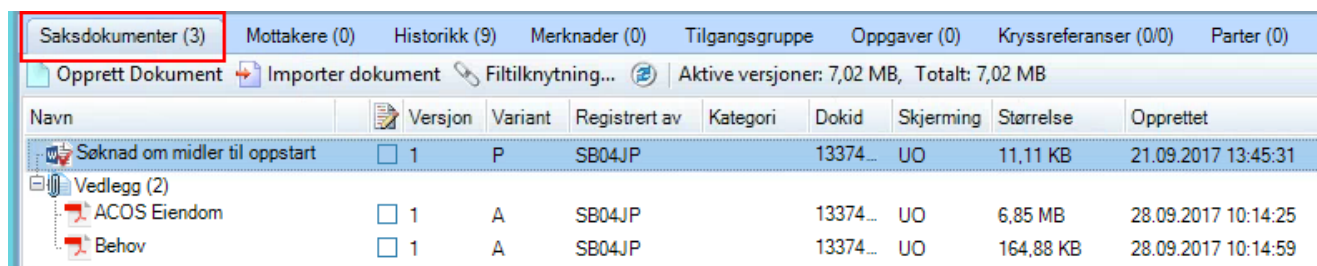 Saksdokumenter (3) Mottakere (0) Historikk (9) Merknader (0) Tilgangsgruppe Oppgaver (0) Kryssreferanser (0/0) Parter (0)
Opprett Dokument Importer dokument Filtilknytning... Aktive versjoner: 7,02 MB, Totalt: 7,02 MB
Navn Versjon Variant Registrert av Kategori Dokid Skjerming Størrelse Opprettet
Søknad om midler til oppstart 1 P SB04JP 13374... UO 11,11 KB 21.09.2017 13:45:31
Vedlegg (2)
ACOS Eiendom 1 A SB04JP 13374... UO 6,85 MB 28.09.2017 10:14:25
Behov 1 A SB04JP 13374... UO 164,88 KB 28.09.2017 10:14:59